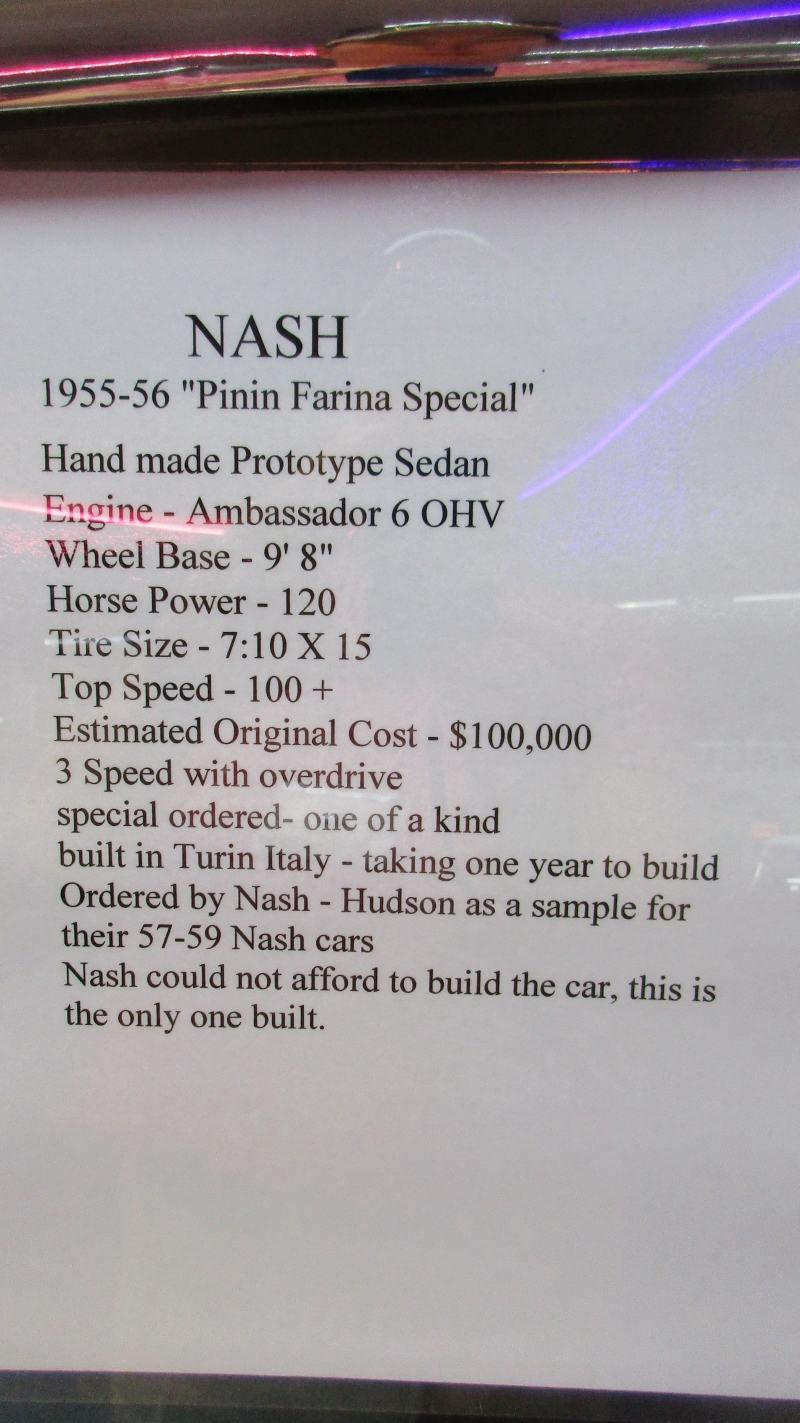 NASH
1955-56 "Pinin Farina Special"
Hand made Prototype Sedan
Engine - Ambassador 6 OHV
Wheel Base - 9' 8"
Horse Power - 120
Tire Size - 7:10 X 15
Top Speed - 100 +
Estimated Original Cost - $100,000
3 Speed with overdrive
special ordered- one of a kind
built in Turin Italy - taking one year to build
Ordered by Nash - Hudson as a sample for
their 57-59 Nash cars
Nash could not afford to build the car, this is
the only one built.